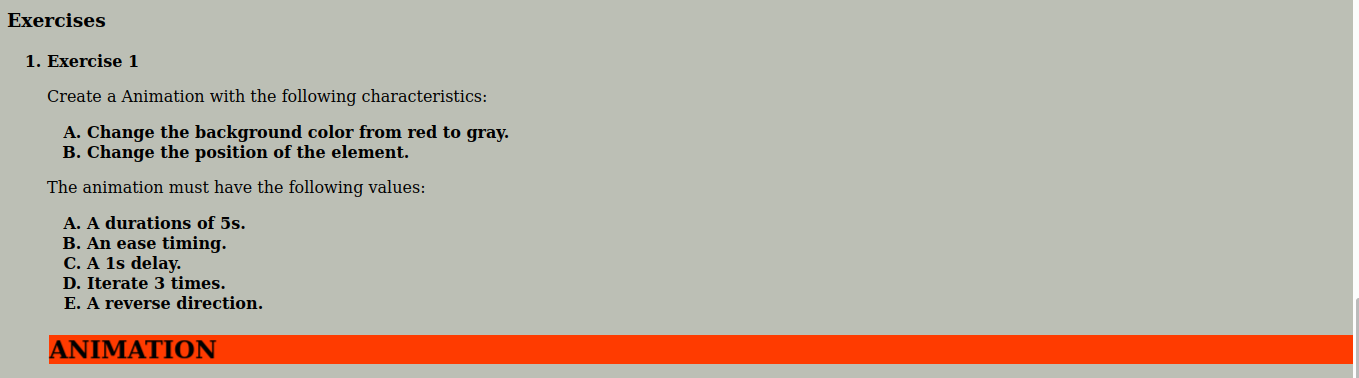 Exercises
1. Exercise 1
Create a Animation with the following characteristics:
A. Change the background color from red to gray.
B. Change the position of the element.
The animation must have the following values:
A. A durations of 5s.
B. An ease timing.
C. A 1s delay.
D. Iterate 3 times.
E. A reverse direction.
ANIMATION